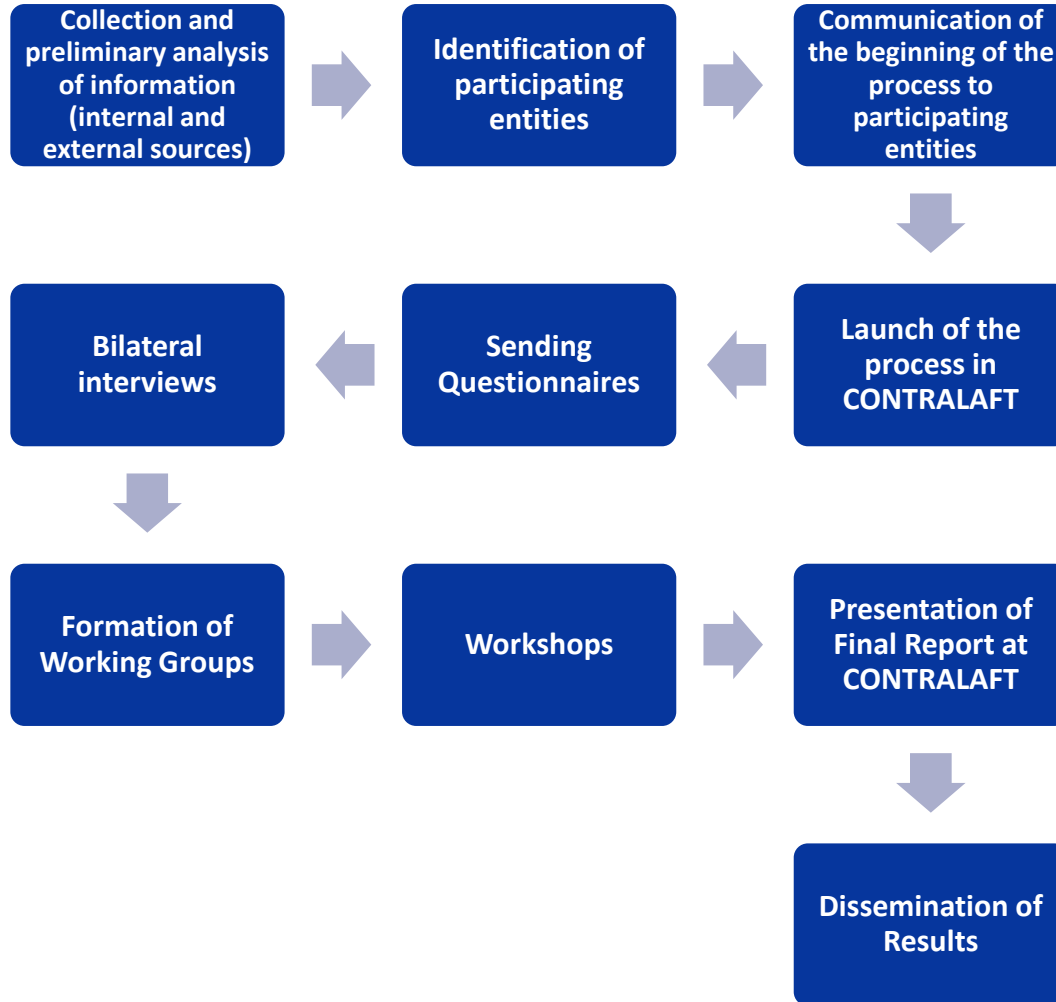 Collection and
preliminary analysis
of information
(internal and
external sources)
Identification of
participating
entities
Communication of
the beginning of the
process to
participating
entities
Launch of the
process in
CONTRALAFT
Sending
Questionnaires
Bilateral
interviews
Formation of
Working Groups
Workshops
Presentation of
Final Report at
CONTRALAFT
Dissemination of
Results